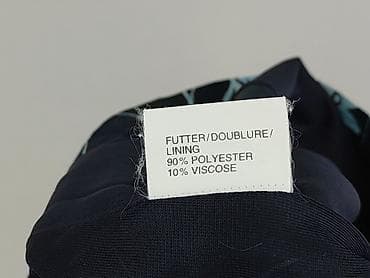 FUTTER/DOUBLURE/
LINING
90% POLYESTER
10% VISCOSE